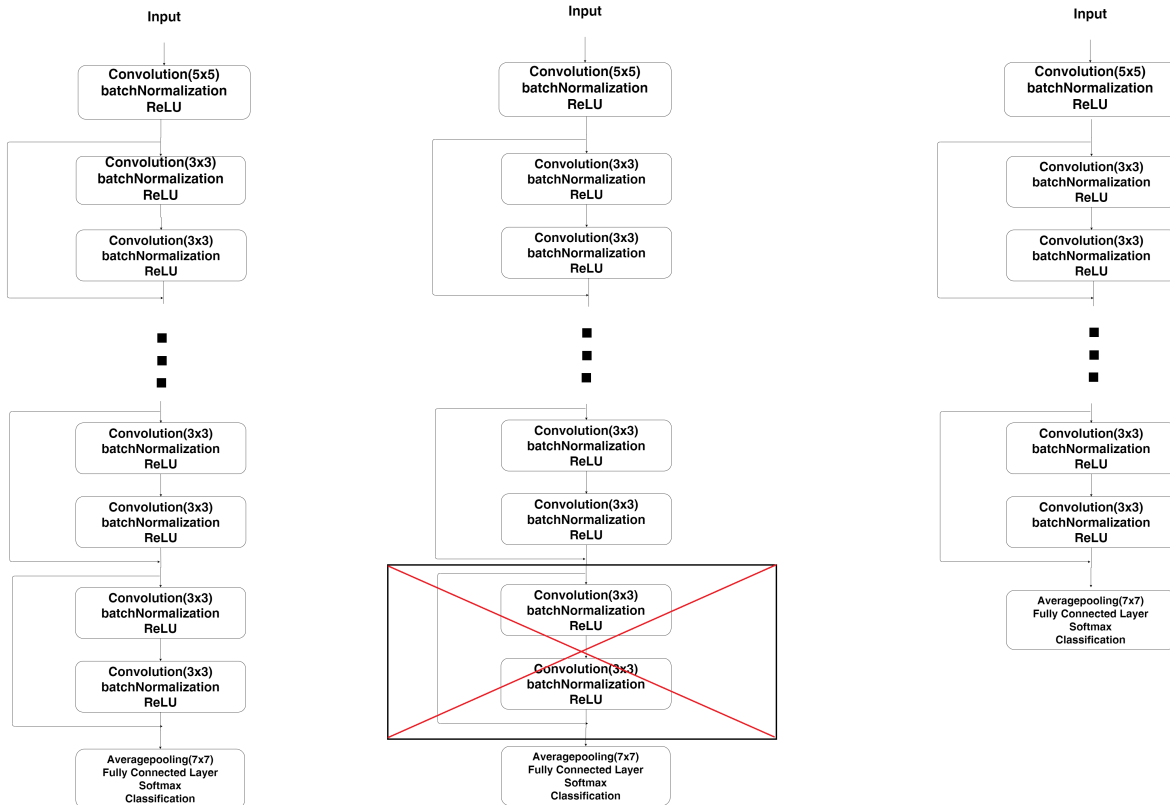 Input
Convolution(5x5)
batchNormalization
ReLU
Convolution(3x3)
batchNormalization
ReLU
Convolution(3x3)
batchNormalization
ReLU
Convolution(3x3)
batchNormalization
ReLU
Convolution(3x3)
batchNormalization
ReLU
Convolution(3x3)
batchNormalization
ReLU
Convolution(3x3)
batchNormalization
ReLU
Averagepooling(7x7)
Fully Connected Layer
Softmax
Classification
Input
Convolution(5x5)
batchNormalization
ReLU
Convolution(3x3)
batchNormalization
ReLU
Convolution(3x3)
batchNormalization
ReLU
Convolution(3x3)
batchNormalization
ReLU
Convolution(3x3)
batchNormalization
ReLU
Convolution(3x3)
batchNormalization
ReLU
Convolution(3x3)
batchNormalization
ReLU
Averagepooling(7x7)
Fully Connected Layer
Softmax
Classification
Input
Convolution(5x5)
batchNormalization
ReLU
Convolution(3x3)
batchNormalization
ReLU
Convolution(3x3)
batchNormalization
ReLU
Convolution(3x3)
batchNormalization
ReLU
Convolution(3x3)
batchNormalization
ReLU
Averagepooling(7x7)
Fully Connected Layer
Softmax
Classification